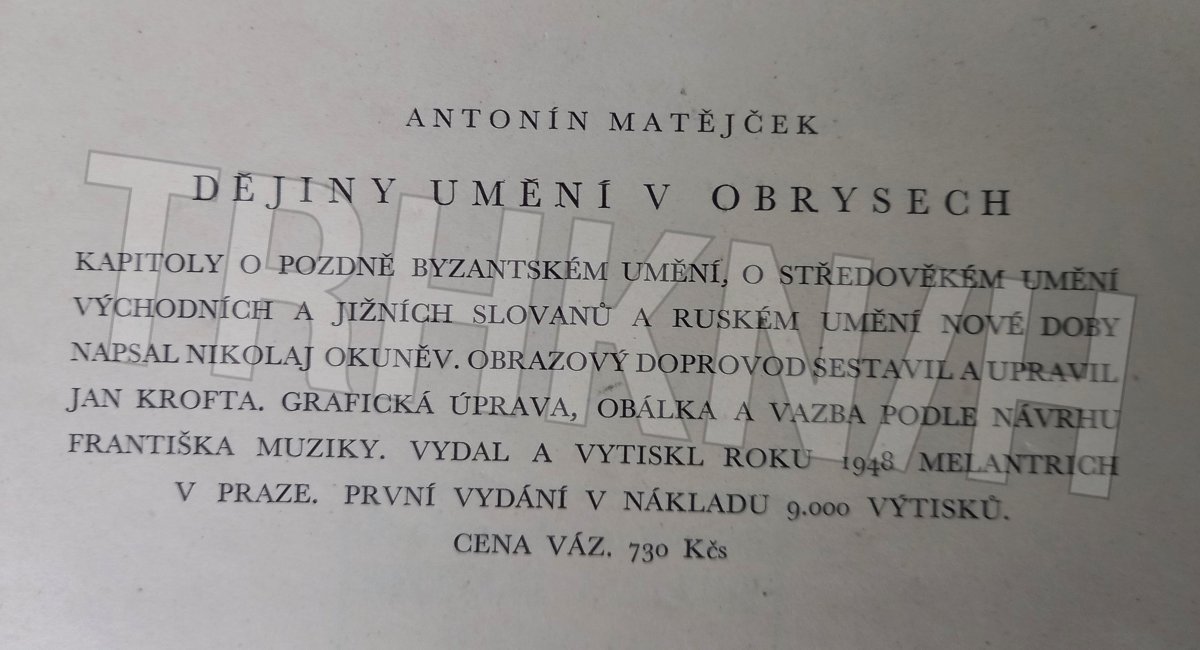 ANTONÍN MATĚJČEK
DĚJINY UMĚNÍ V OBRYSECH
KAPITOLY O POZDNĚ BYZANTSKÉM UMĚNÍ, O STŘEDOVĚKÉM UMĚNÍ
VÝCHODNÍCH A JIŽNÍCH SLOVANŮ A RUSKÉM UMĚNÍ NOVÉ DOBY
NAPSAL NIKOLAJ OKUNĚV. OBRAZOVÝ DOPROVOD SESTAVIL A UPRAVIL
JAN KROFTA. GRAFICKÁ ÚPRAVA, OBÁLKA A VAZBA PODLE NÁVRHU
FRANTIŠKA MUZIKY. VYDAL A VYTISKL ROKU 1948 MELANTRICH
V PRAZE. PRVNÍ VYDÁNÍ V NÁKLADU 9.000 VÝTISKŮ.
CENA VÁZ. 730 Kčs
TRHKNIH